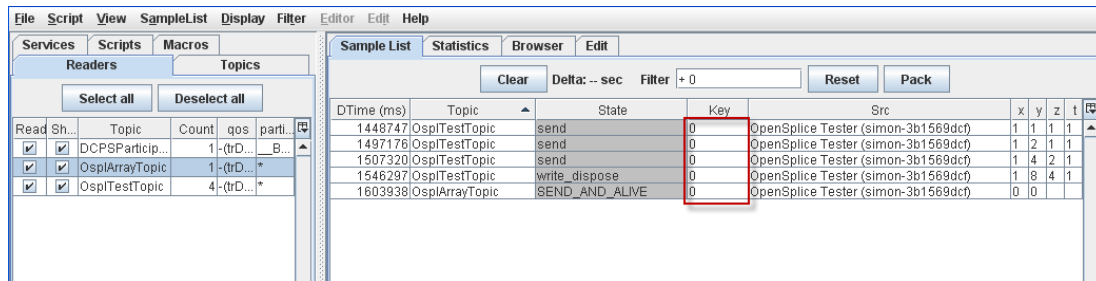 File Script View SampleList Display Filter Editor Edit Help
Services Scripts Macros
Readers Topics
Select all Deselect all
Read Sh... Topic Count qos parti...
DCPSParticip... 1 -(trD... __B...
OsplArrayTopic 1 -(trD... *
OsplTestTopic 4 -(trD... *
Sample List Statistics Browser Edit
Clear Delta: -- sec Filter + 0 Reset Pack
DTime (ms) Topic State Key Src x y z t
1448747 OsplTestTopic send 0 OpenSplice Tester (simon-3b1569dcf) 1 1 1 1
1497176 OsplTestTopic send 0 OpenSplice Tester (simon-3b1569dcf) 1 2 1 1
1507320 OsplTestTopic send 0 OpenSplice Tester (simon-3b1569dcf) 1 4 2 1
1546297 OsplTestTopic write_dispose 0 OpenSplice Tester (simon-3b1569dcf) 1 8 4 1
1603938 OsplArrayTopic SEND_AND_ALIVE 0 OpenSplice Tester (simon-3b1569dcf) 0 0